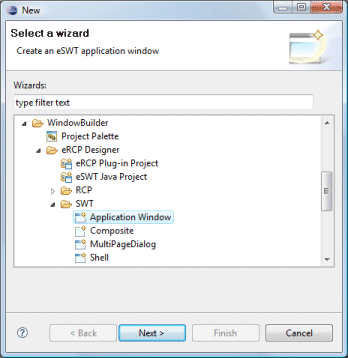 New
Select a wizard
Create an eSWT application window
Wizards:
type filter text
WindowBuilder
Project Palette
eRCP Designer
eRCP Plug-in Project
eSWT Java Project
RCP
SWT
Application Window
Composite
MultiPageDialog
Shell
? < Back Next > Finish Cancel